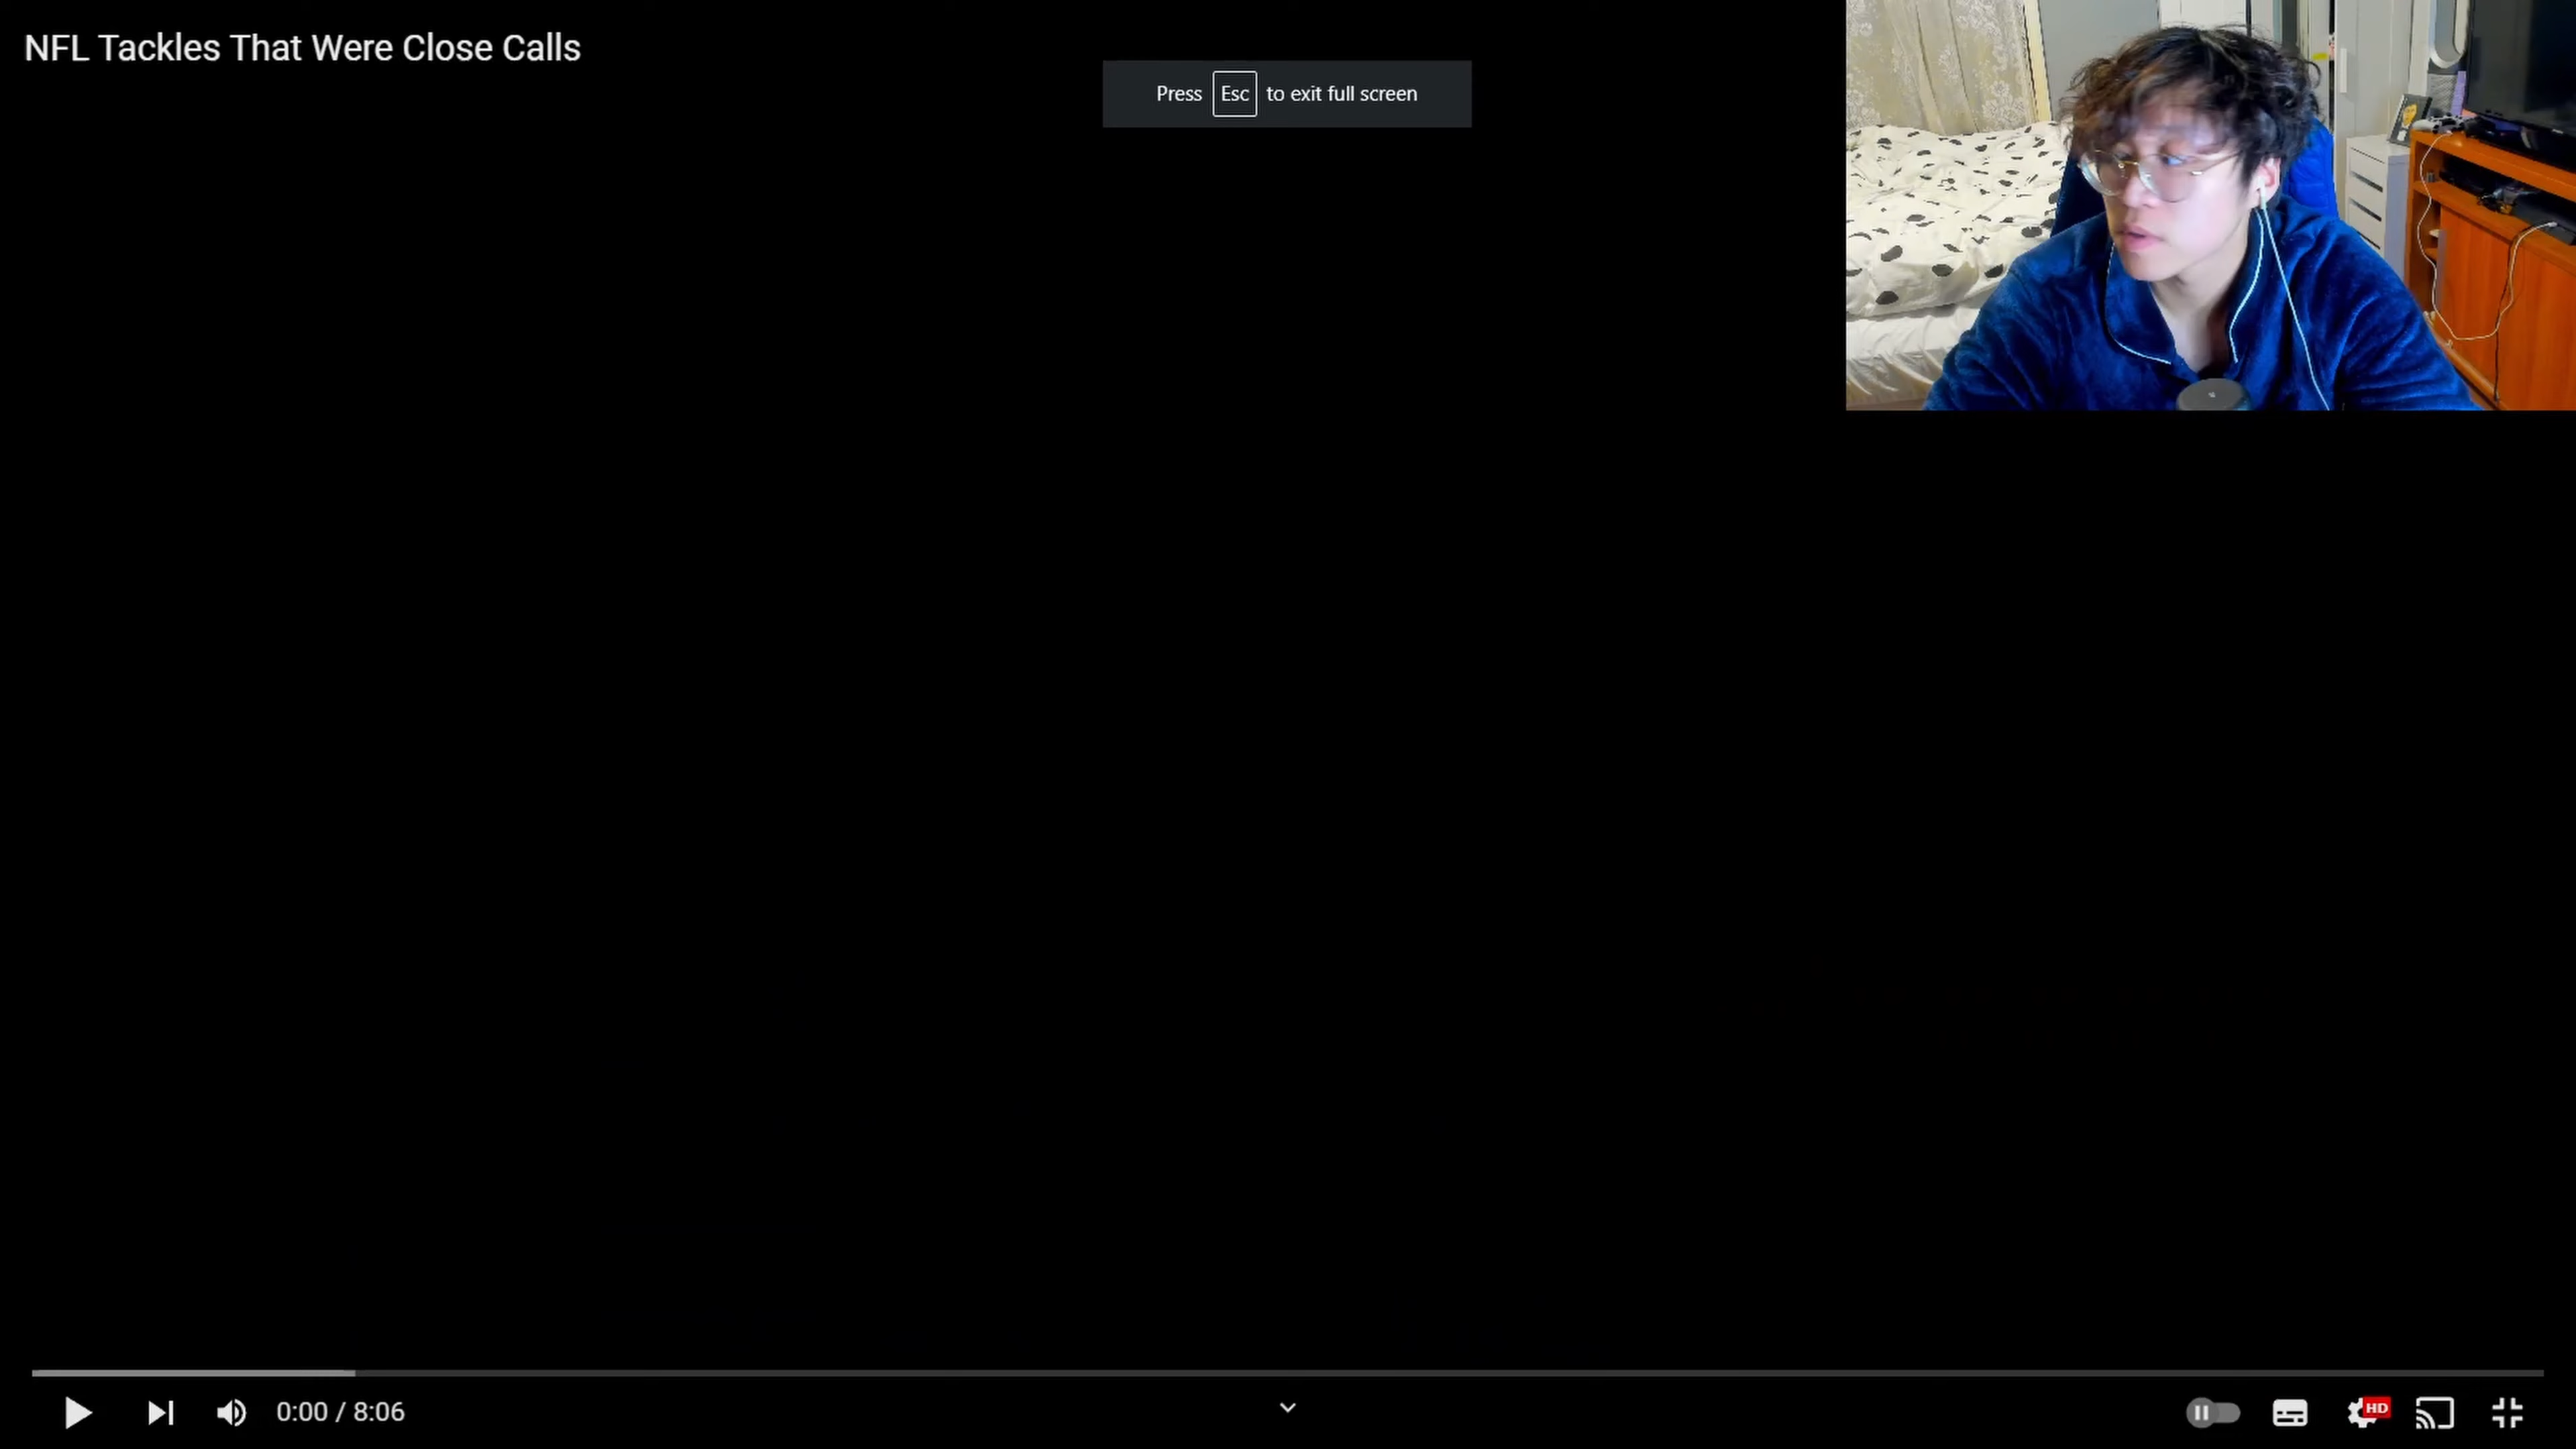 NFL Tackles That Were Close Calls
Press Esc to exit full screen
0:00 / 8:06
HD